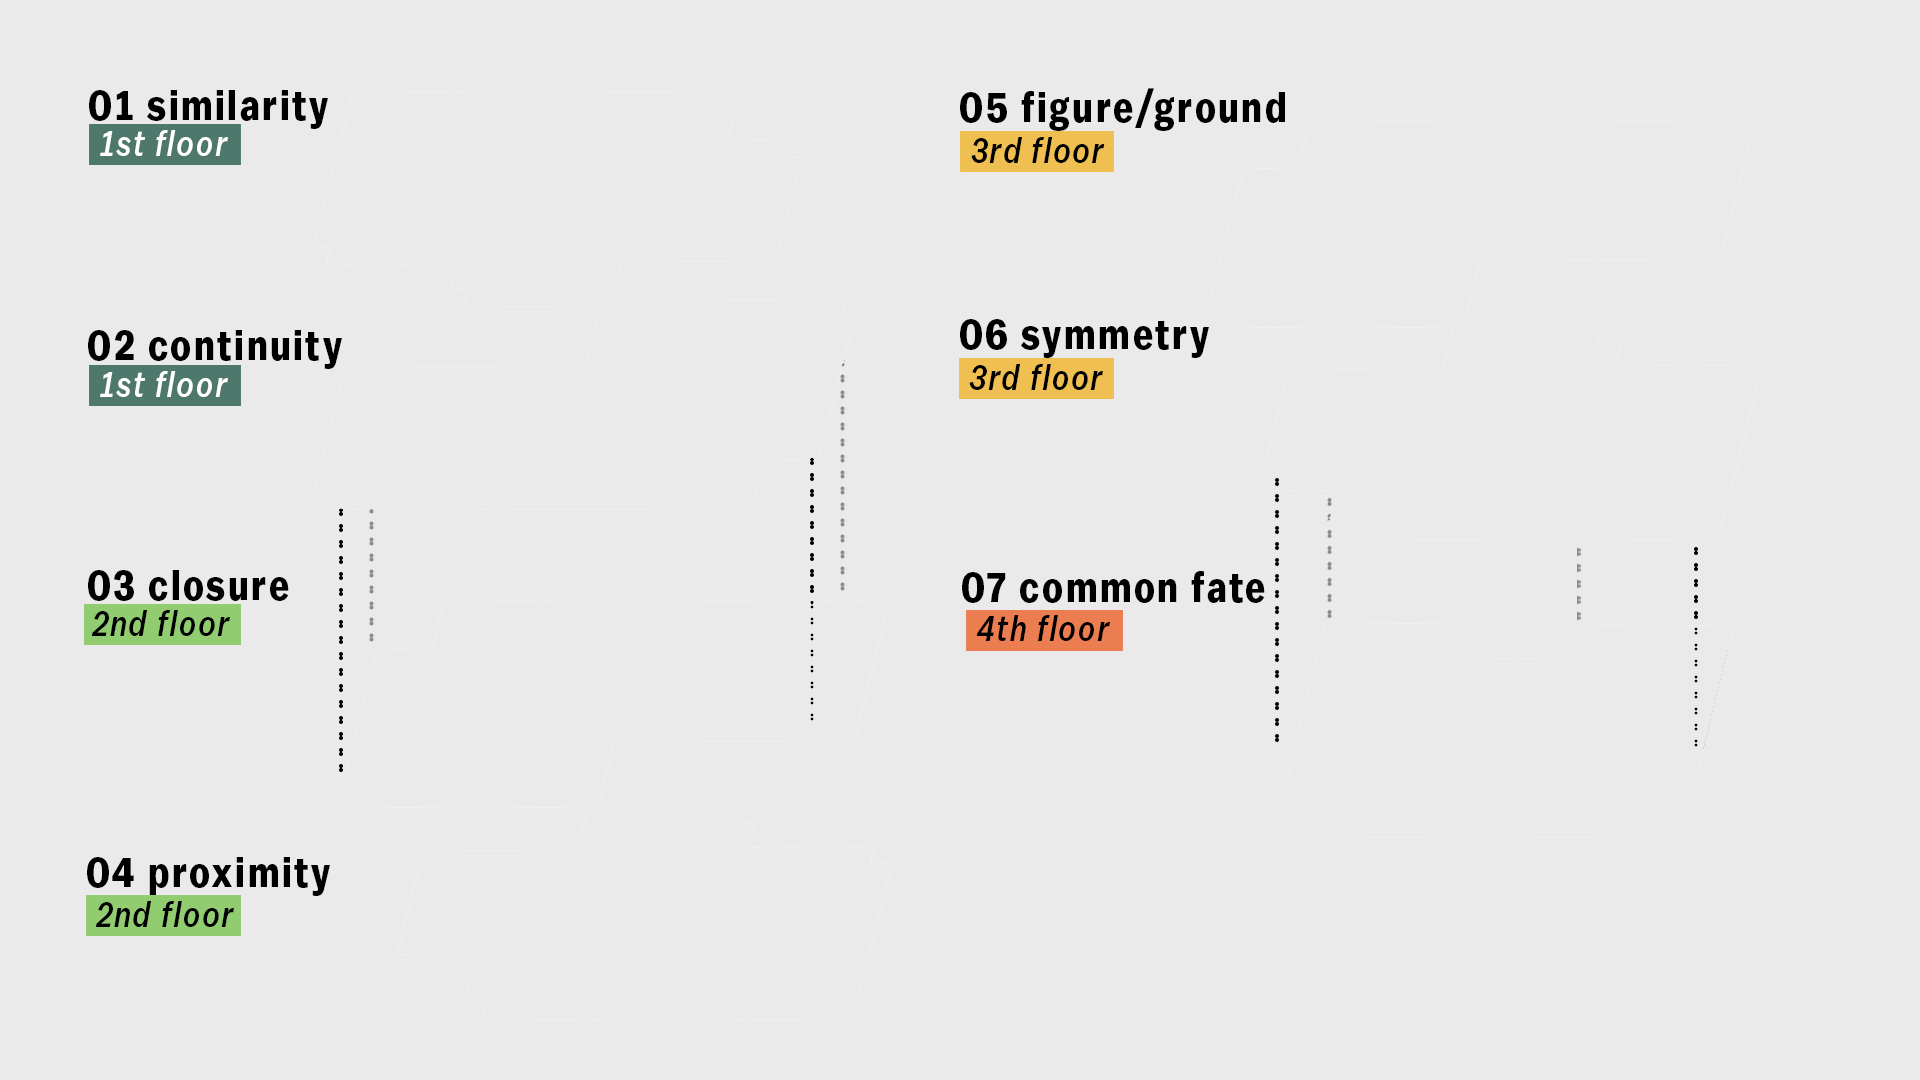 01 similarity
1st floor
02 continuity
1st floor
03 closure
2nd floor
04 proximity
2nd floor
05 figure/ground
3rd floor
06 symmetry
3rd floor
07 common fate
4th floor